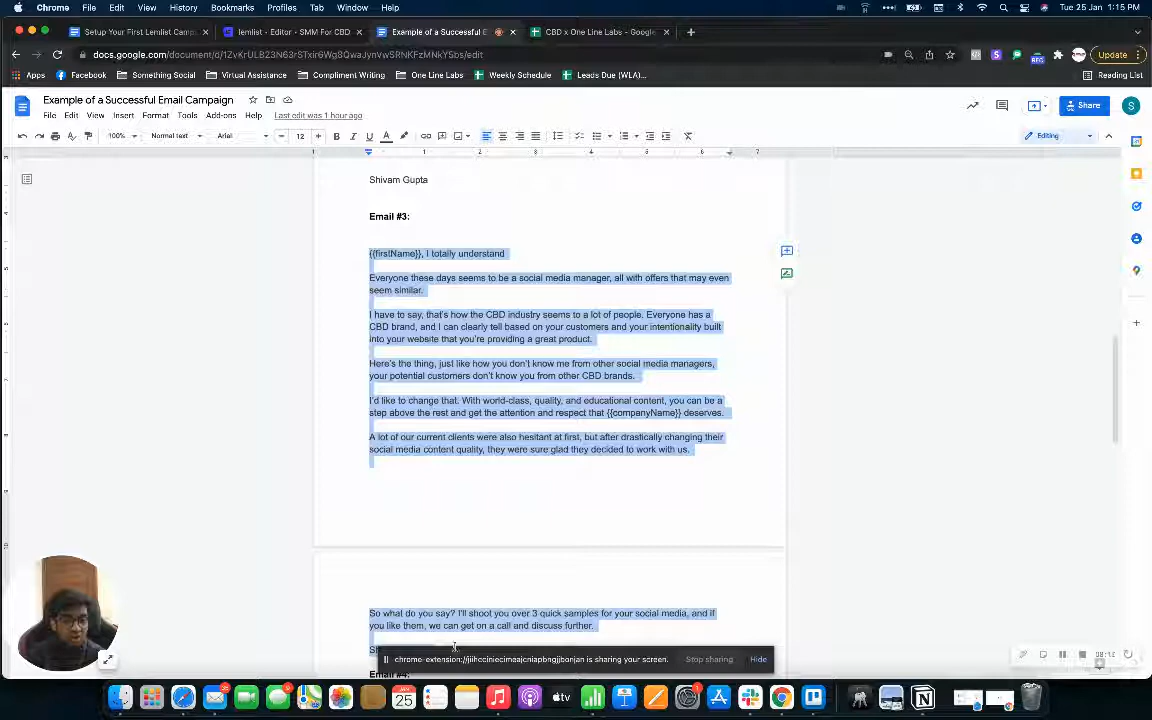 Chrome File Edit View History Bookmarks Profiles Tab Window Help
Tue 25 Jan 1:15 PM
Setup Your First Lemlist Camp
lemlist - Editor - SMM For CBD
Example of a Successful E
CBD x One Line Labs - Google
Update
Apps Facebook Something Social Virtual Assistance Compliment Writing One Line Labs Weekly Schedule Leads Due (WLA)...
Reading List
Example of a Successful Email Campaign
Share
S
File Edit View Insert Format Tools Add-ons Help Last edit was 1 hour ago
100% Normal text Arial 12 Editing
Shivam Gupta
Email #3:
{{firstName}}, I totally understand
Everyone these days seems to be a social media manager, all with offers that may even
seem similar.
I have to say, that's how the CBD industry seems to a lot of people. Everyone has a
CBD brand, and I can clearly tell based on your customers and your intentionality built
into your website that you're providing a great product.
Here's the thing, just like how you don't know me from other social media managers,
your potential customers don't know you from other CBD brands.
I'd like to change that. With world-class, quality, and educational content, you can be a
step above the rest and get the attention and respect that {{companyName}} deserves.
A lot of our current clients were also hesitant at first, but after drastically changing their
social media content quality, they were sure glad they decided to work with us.
So what do you say? I'll shoot you over 3 quick samples for your social media, and if
you like them, we can get on a call and discuss further.
is sharing your screen. Stop sharing Hide
Email #4: